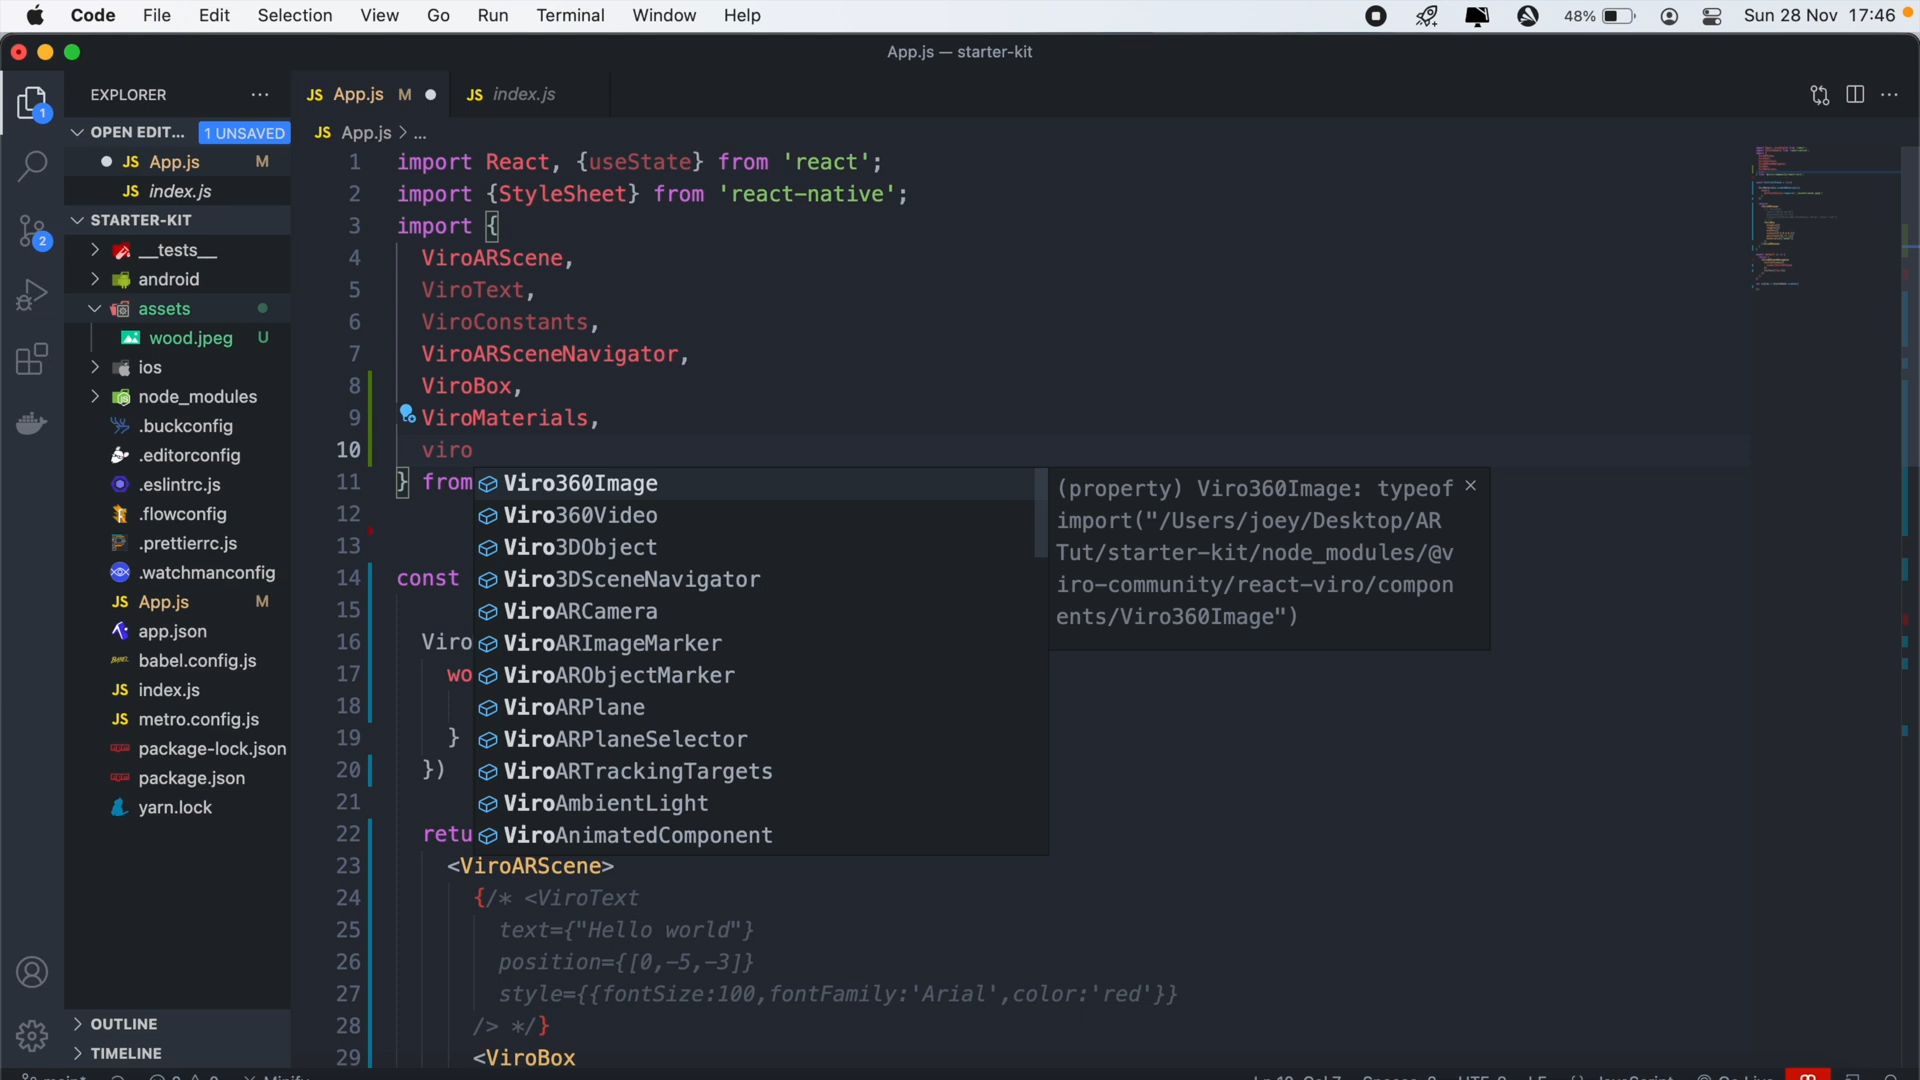 Code File Edit Selection View Go Run Terminal Window Help 48% Sun 28 Nov 17:46
App.js — starter-kit
EXPLORER
JS App.js M
JS index.js
OPEN EDIT... 1 UNSAVED
JS App.js M
JS index.js
STARTER-KIT
__tests__
android
assets
wood.jpeg U
ios
node_modules
.buckconfig
.editorconfig
.eslintrc.js
.flowconfig
.prettierrc.js
.watchmanconfig
JS App.js M
app.json
babel.config.js
JS index.js
JS metro.config.js
package-lock.json
package.json
yarn.lock
OUTLINE
TIMELINE
1
2
JS App.js > ...
1 import React, {useState} from 'react';
2 import {StyleSheet} from 'react-native';
3 import {
4 ViroARScene,
5 ViroText,
6 ViroConstants,
7 ViroARSceneNavigator,
8 ViroBox,
9 ViroMaterials,
10 viro
11 } from
12
13
14 const
15
16 Viro
17 wo
18
19 }
20 })
21
22 retu
23 <ViroARScene>
24 {/* <ViroText
25 text={"Hello world"}
26 position={[0,-5,-3]}
27 style={{fontSize:100,fontFamily:'Arial',color:'red'}}
28 /> */}
29 <ViroBox
Viro360Image
Viro360Video
Viro3DObject
Viro3DSceneNavigator
ViroARCamera
ViroARImageMarker
ViroARObjectMarker
ViroARPlane
ViroARPlaneSelector
ViroARTrackingTargets
ViroAmbientLight
ViroAnimatedComponent
(property) Viro360Image: typeof
import("/Users/joey/Desktop/AR
Tut/starter-kit/node_modules/@v
iro-community/react-viro/compon
ents/Viro360Image")